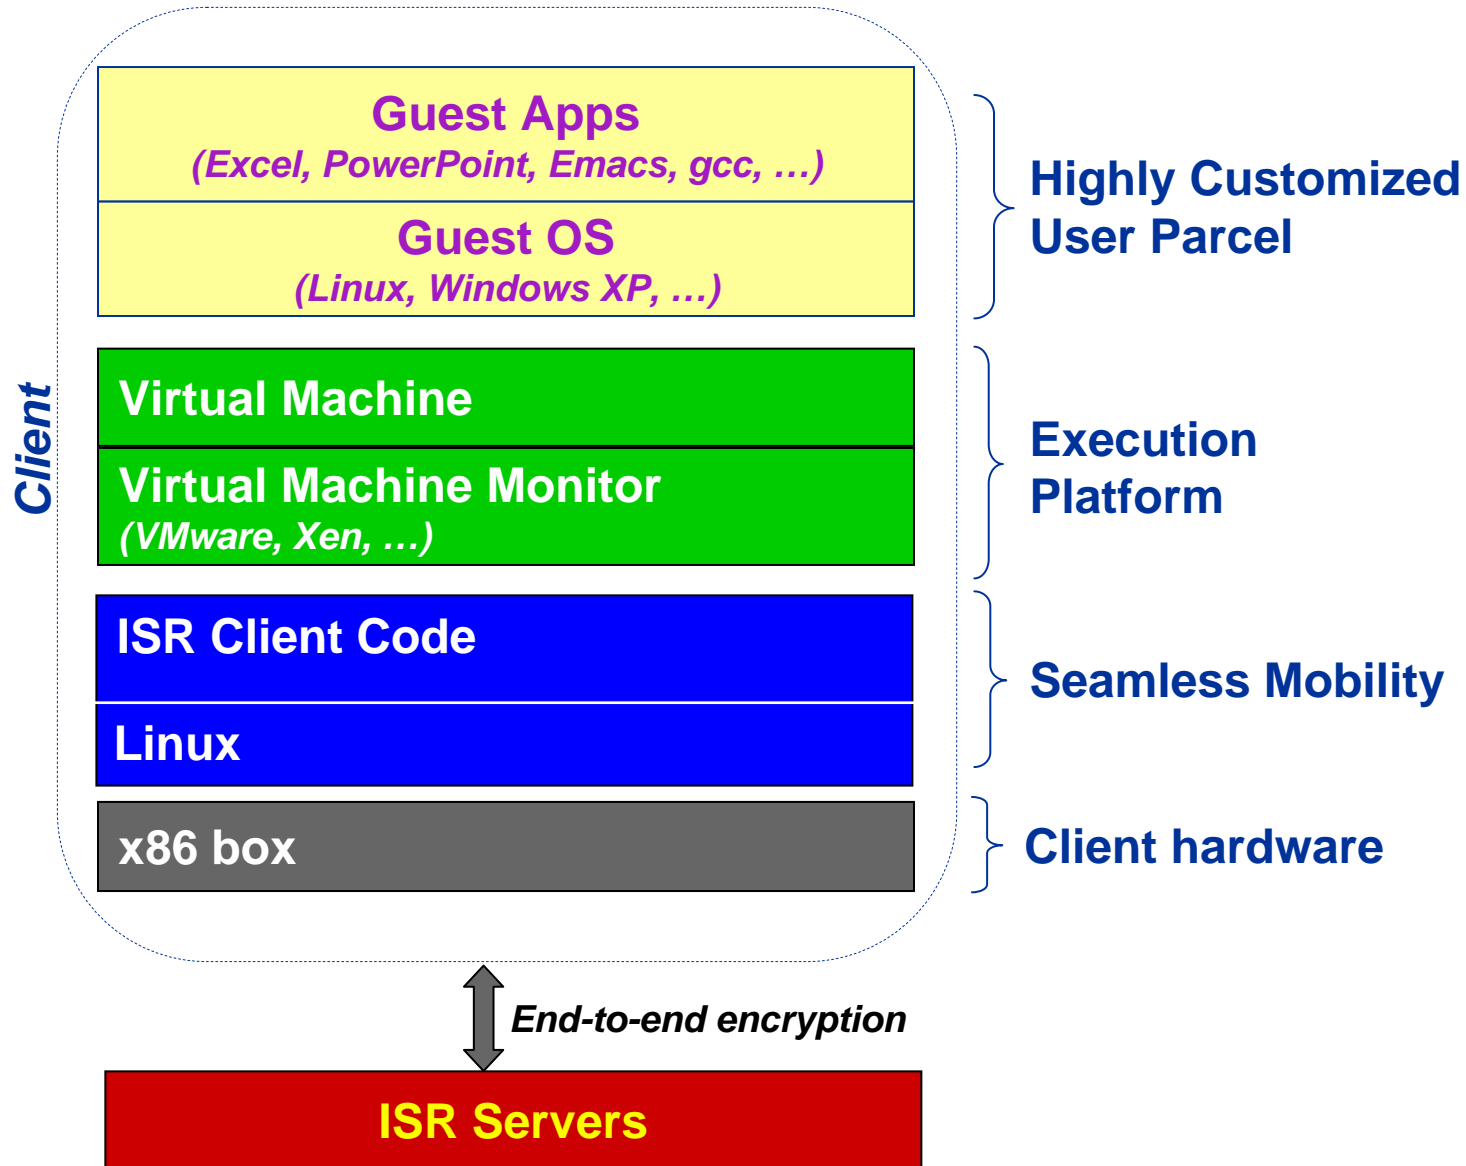 Guest Apps
(Excel, PowerPoint, Emacs, gcc, …)
Guest OS
(Linux, Windows XP, …)
Highly Customized
User Parcel
Client
Virtual Machine
Virtual Machine Monitor
(VMware, Xen, …)
Execution
Platform
ISR Client Code
Linux
Seamless Mobility
x86 box
Client hardware
End-to-end encryption
ISR Servers